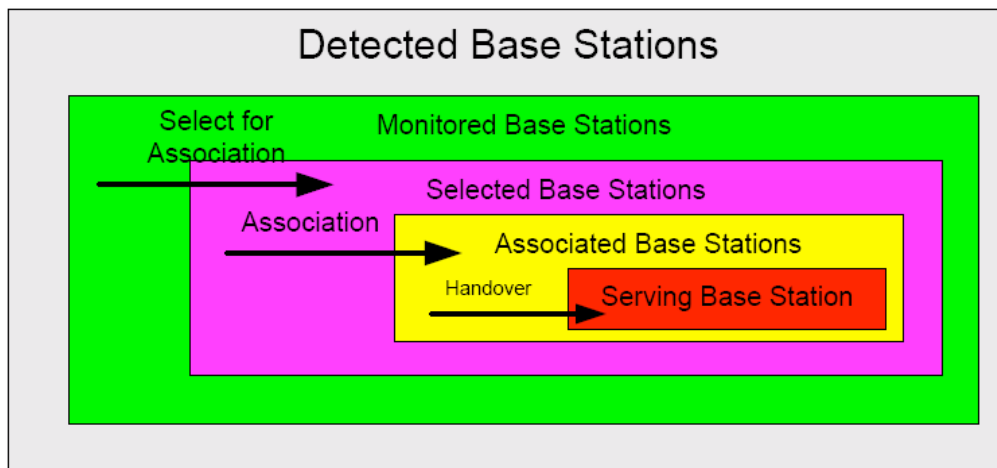 Detected Base Stations
Select for
Association
Monitored Base Stations
Selected Base Stations
Association
Associated Base Stations
Handover
Serving Base Station